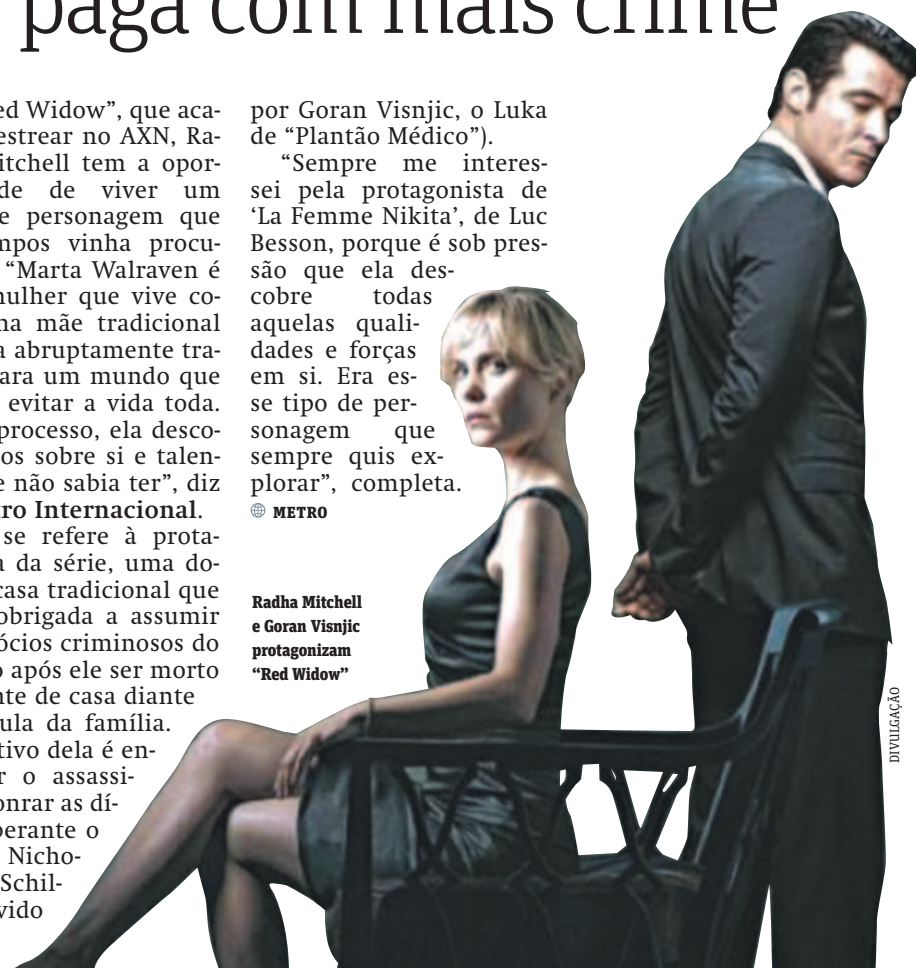 paga com mais crime
ed Widow”, que aca-
estrear no AXN, Ra-
itchell tem a opor-
de de viver um
e personagem que
mpos vinha procu-
“Marta Walraven é
mulher que vive co-
na mãe tradicional
a abruptamente tra-
ara um mundo que
evitar a vida toda.
processo, ela desco-
os sobre si e talen-
e não sabia ter”, diz
tro Internacional.
se refere à prota-
a da série, uma do-
casa tradicional que
obrigada a assumir
ócios criminosos do
o após ele ser morto
nte de casa diante
ula da família.
tivo dela é en-
r o assassi-
onrar as dí-
perante o
Nicho-
Schil-
vido
por Goran Visnjic, o Luka
de “Plantão Médico”).
“Sempre me interes-
sei pela protagonista de
‘La Femme Nikita’, de Luc
Besson, porque é sob pres-
são que ela des-
cobre todas
aquelas quali-
dades e forças
em si. Era es-
se tipo de per-
sonagem que
sempre quis ex-
plorar”, completa.
METRO
Radha Mitchell
e Goran Visnjic
protagonizam
“Red Widow”
DIVULGAÇÃO